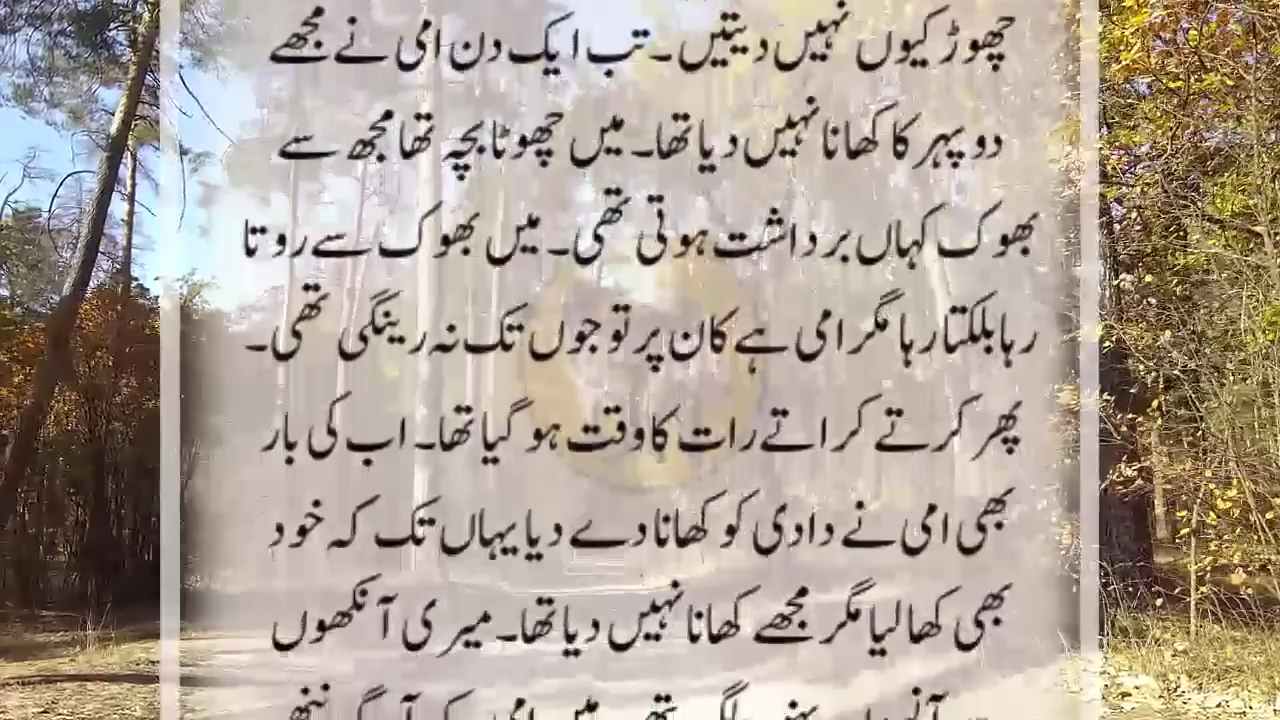 چھوڑ کیوں نہیں دیتیں۔ تب ایک دن امی نے مجھے
دوپہر کا کھانا نہیں دیا تھا۔ میں چھوٹا بچہ تھا مجھ سے
بھوک کہاں برداشت ہوتی تھی۔ میں بھوک سے روتا
رہا بلکتا رہا مگر امی ہے کان پر تو جوں تک نہ رینگی تھی۔
پھر کرتے کراتے رات کا وقت ہو گیا تھا۔ اب کی بار
بھی امی نے دادی کو کھانا دے دیا یہاں تک کہ خود
بھی کھا لیا مگر مجھے کھانا نہیں دیا تھا۔ میری آنکھوں